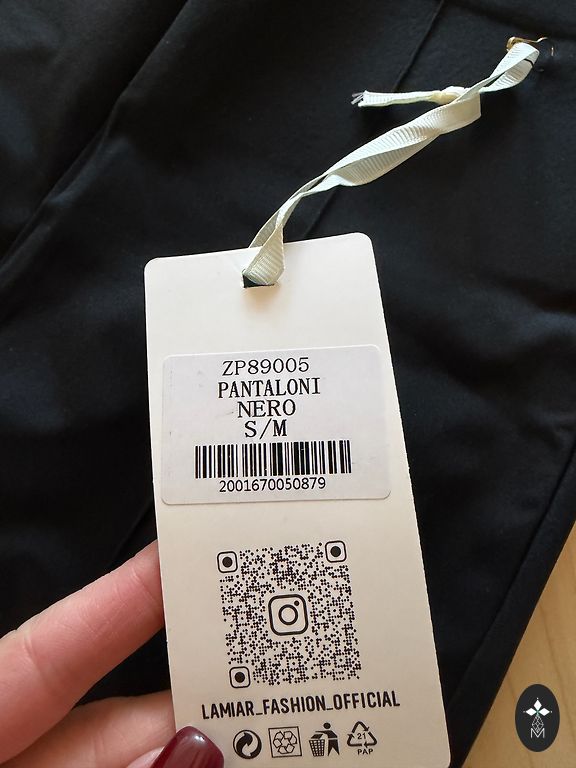 ZP89005
PANTALONI
NERO
S/M
2001670050879
LAMIAR_FASHION_OFFICIAL
21
PAP
M